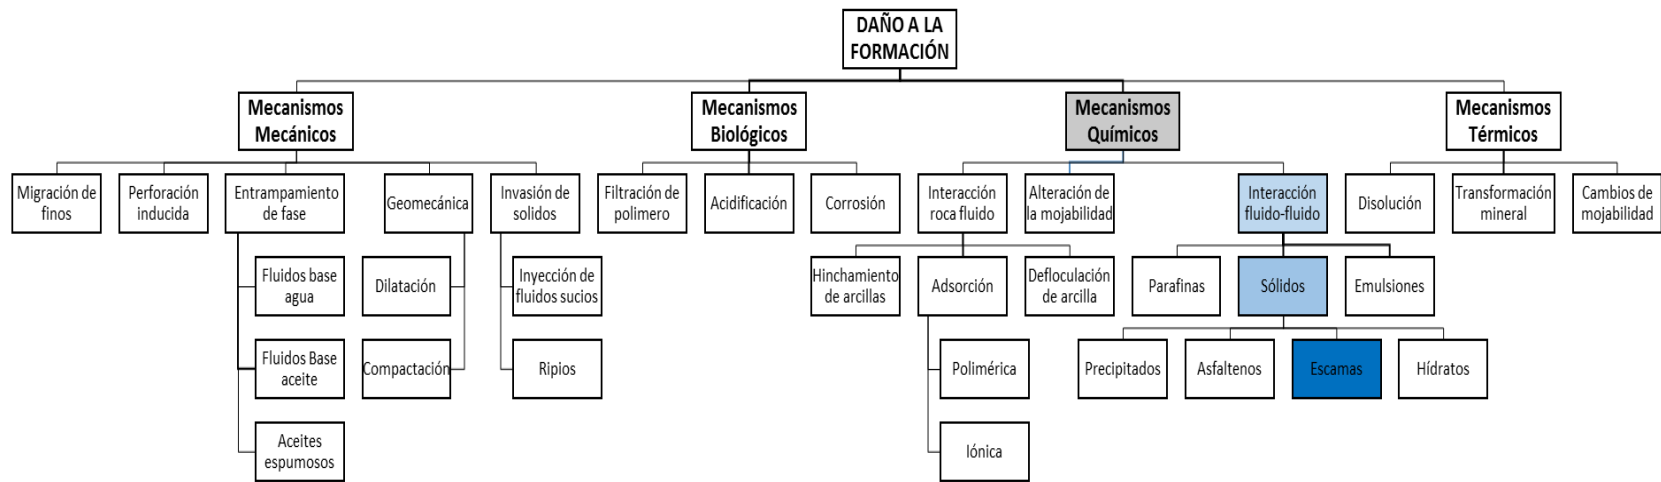 DAÑO A LA
FORMACIÓN
Mecanismos
Mecánicos
Mecanismos
Biológicos
Mecanismos
Químicos
Mecanismos
Térmicos
Migración de
finos
Perforación
inducida
Entrampamiento
de fase
Geomecánica
Invasión de
solidos
Filtración de
polimero
Acidificación
Corrosión
Interacción
roca fluido
Alteración de
la mojabilidad
Interacción
fluido-fluido
Disolución
Transformación
mineral
Cambios de
mojabilidad
Fluidos base
agua
Dilatación
Inyección de
fluidos sucios
Hinchamiento
de arcillas
Adsorción
Defloculación
de arcilla
Parafinas
Sólidos
Emulsiones
Fluidos Base
aceite
Compactación
Ripios
Polimérica
Precipitados
Asfaltenos
Escamas
Hídratos
Aceites
espumosos
Iónica